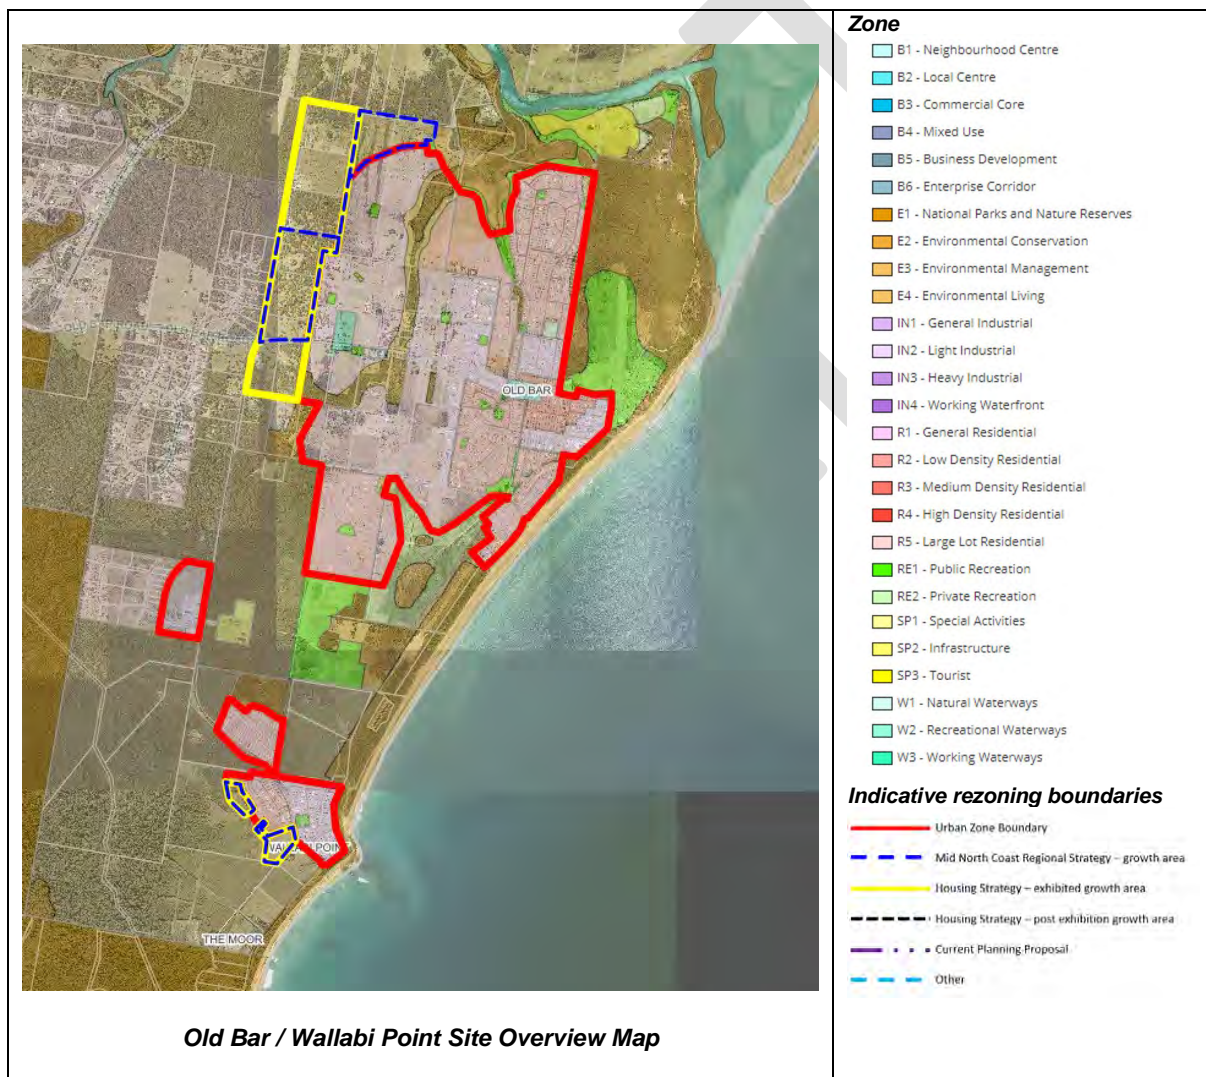 OLD BAR
WALLABI POINT
THE MOOR
Old Bar / Wallabi Point Site Overview Map
Zone
B1 - Neighbourhood Centre
B2 - Local Centre
B3 - Commercial Core
B4 - Mixed Use
B5 - Business Development
B6 - Enterprise Corridor
E1 - National Parks and Nature Reserves
E2 - Environmental Conservation
E3 - Environmental Management
E4 - Environmental Living
IN1 - General Industrial
IN2 - Light Industrial
IN3 - Heavy Industrial
IN4 - Working Waterfront
R1 - General Residential
R2 - Low Density Residential
R3 - Medium Density Residential
R4 - High Density Residential
R5 - Large Lot Residential
RE1 - Public Recreation
RE2 - Private Recreation
SP1 - Special Activities
SP2 - Infrastructure
SP3 - Tourist
W1 - Natural Waterways
W2 - Recreational Waterways
W3 - Working Waterways
Indicative rezoning boundaries
Urban Zone Boundary
Mid North Coast Regional Strategy – growth area
Housing Strategy – exhibited growth area
Housing Strategy – post exhibition growth area
Current Planning Proposal
Other